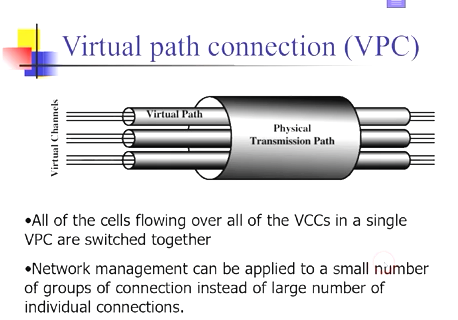 Virtual path connection (VPC)
Virtual Channels
Virtual Path
Physical
Transmission Path
•All of the cells flowing over all of the VCCs in a single
VPC are switched together
•Network management can be applied to a small number
of groups of connection instead of large number of
individual connections.